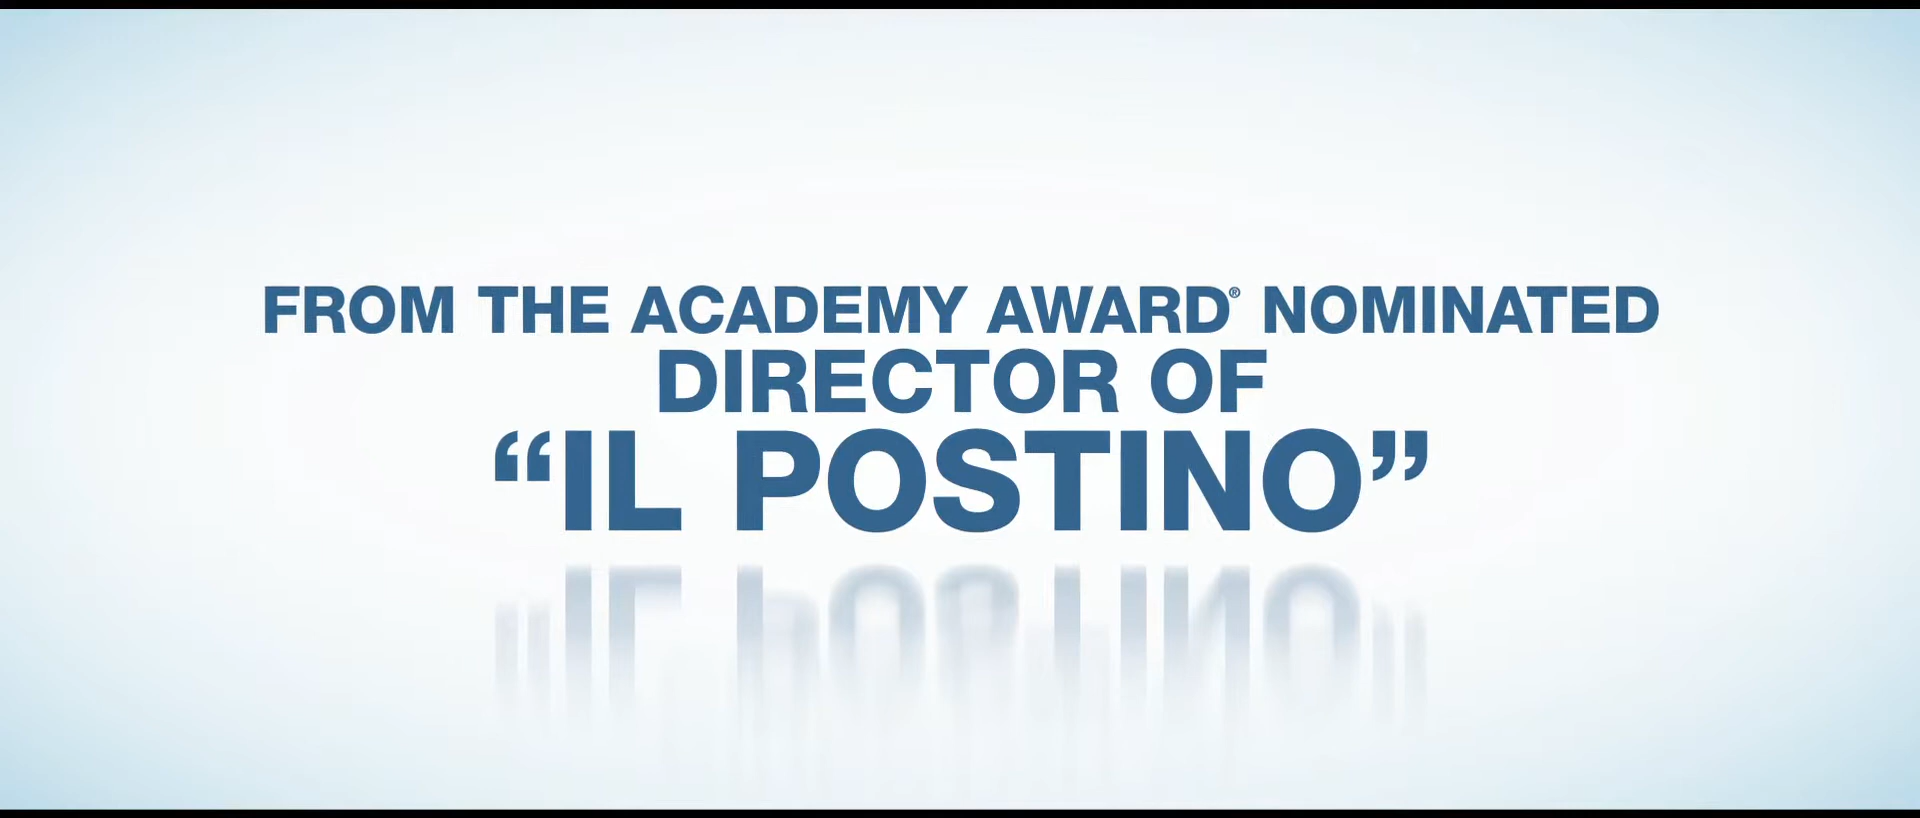 FROM THE ACADEMY AWARD® NOMINATED
DIRECTOR OF
“IL POSTINO”